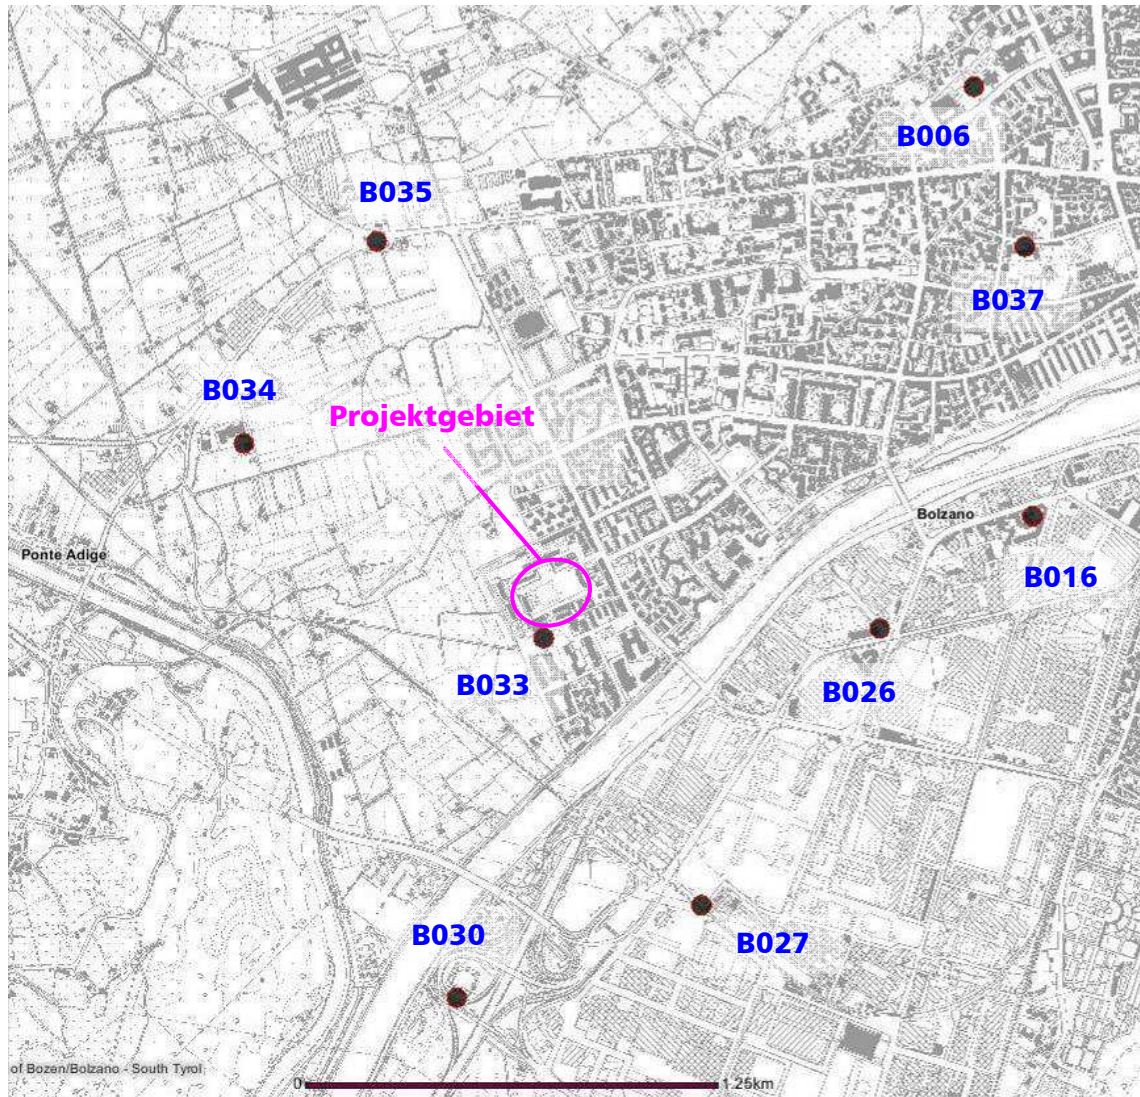 B006
B035
B037
B034
Projektgebiet
Bolzano
Ponte Adige
B016
B033
B026
B030
B027
of Bozen/Bolzano - South Tyrol
0 1.25km